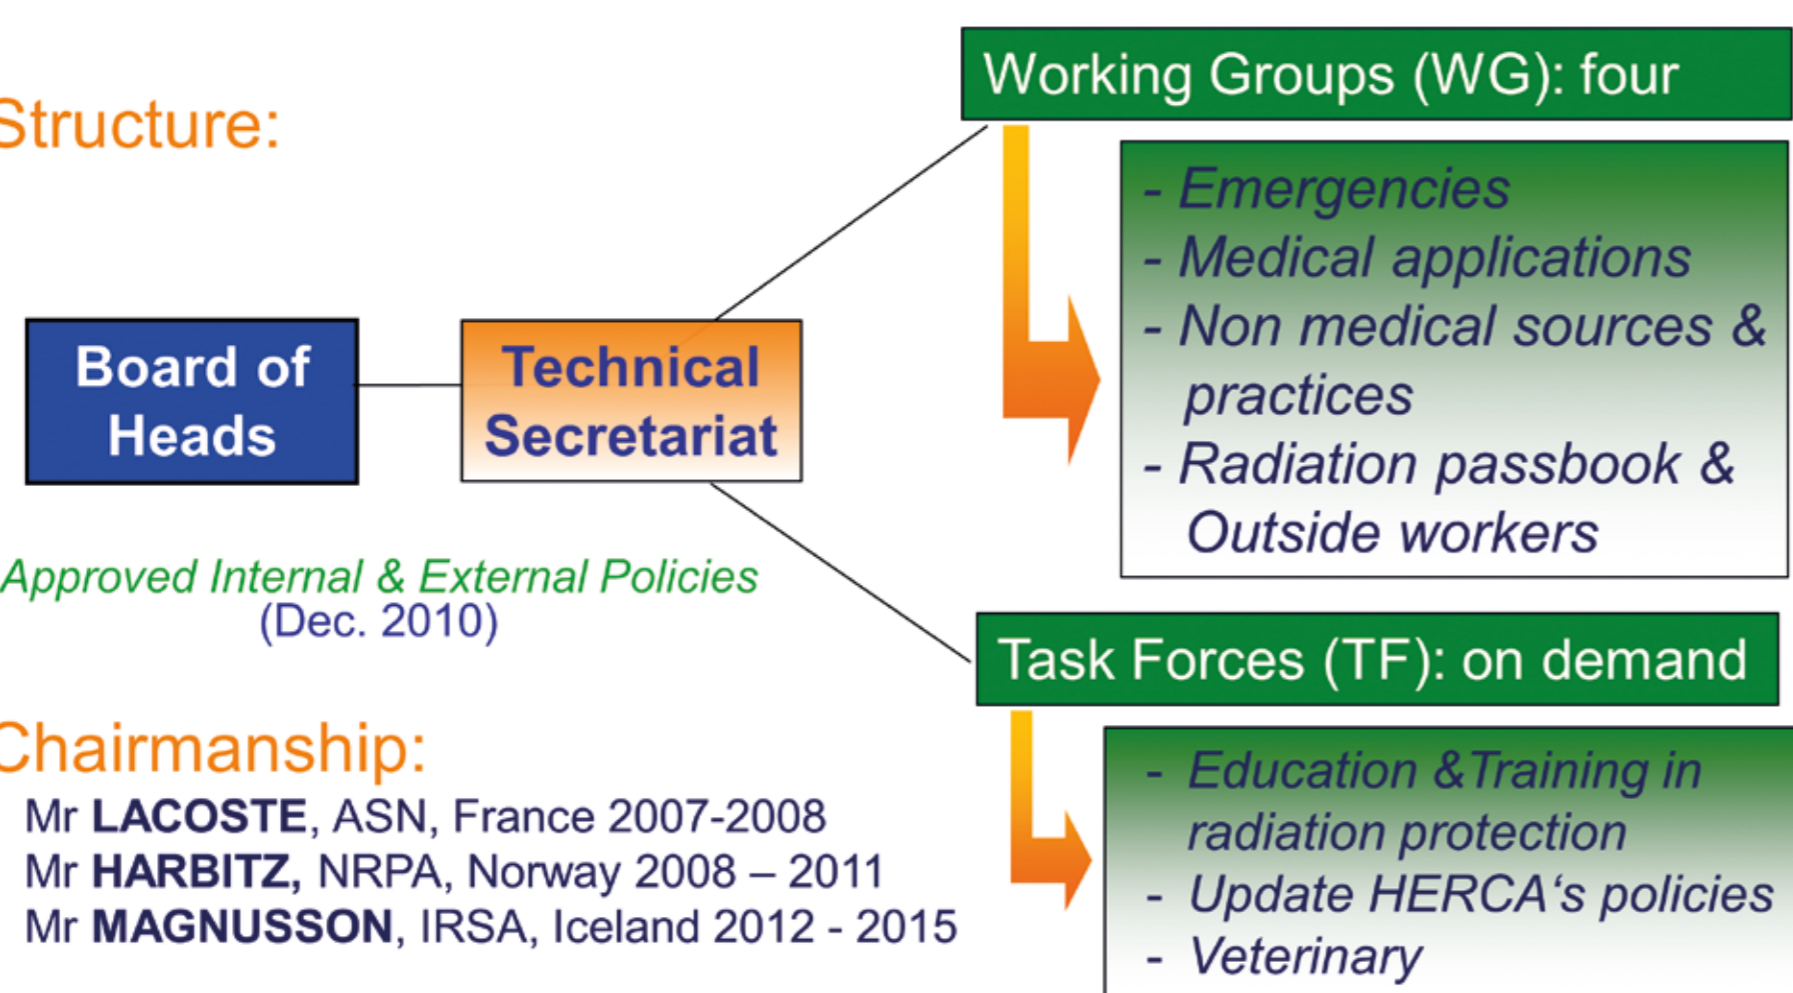 Structure:
Board of
Heads
Technical
Secretariat
Approved Internal & External Policies
(Dec. 2010)
Working Groups (WG): four
- Emergencies
- Medical applications
- Non medical sources &
practices
- Radiation passbook &
Outside workers
Task Forces (TF): on demand
- Education &Training in
radiation protection
- Update HERCA‘s policies
- Veterinary
Chairmanship:
Mr LACOSTE, ASN, France 2007-2008
Mr HARBITZ, NRPA, Norway 2008 – 2011
Mr MAGNUSSON, IRSA, Iceland 2012 - 2015